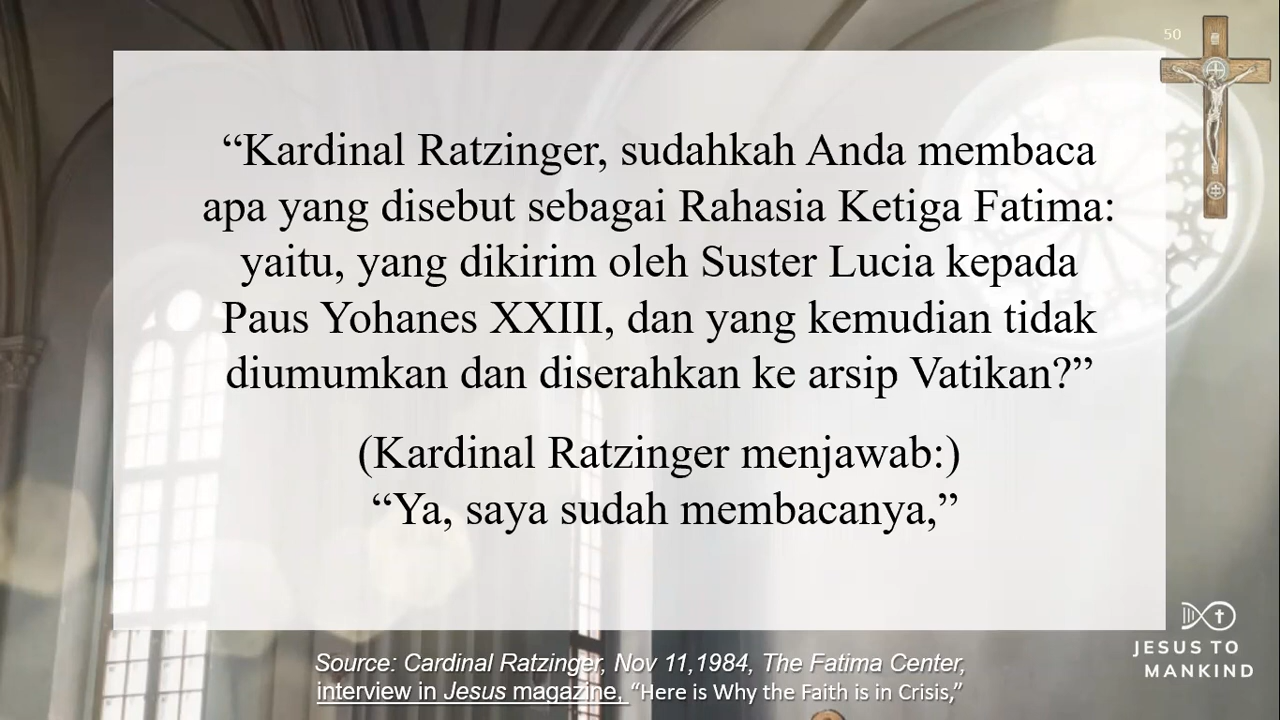 50
“Kardinal Ratzinger, sudahkah Anda membaca
apa yang disebut sebagai Rahasia Ketiga Fatima:
yaitu, yang dikirim oleh Suster Lucia kepada
Paus Yohanes XXIII, dan yang kemudian tidak
diumumkan dan diserahkan ke arsip Vatikan?”
(Kardinal Ratzinger menjawab:)
“Ya, saya sudah membacanya,”
Source: Cardinal Ratzinger, Nov 11,1984, The Fatima Center,
interview in Jesus magazine, “Here is Why the Faith is in Crisis,”
JESUS TO
MANKIND